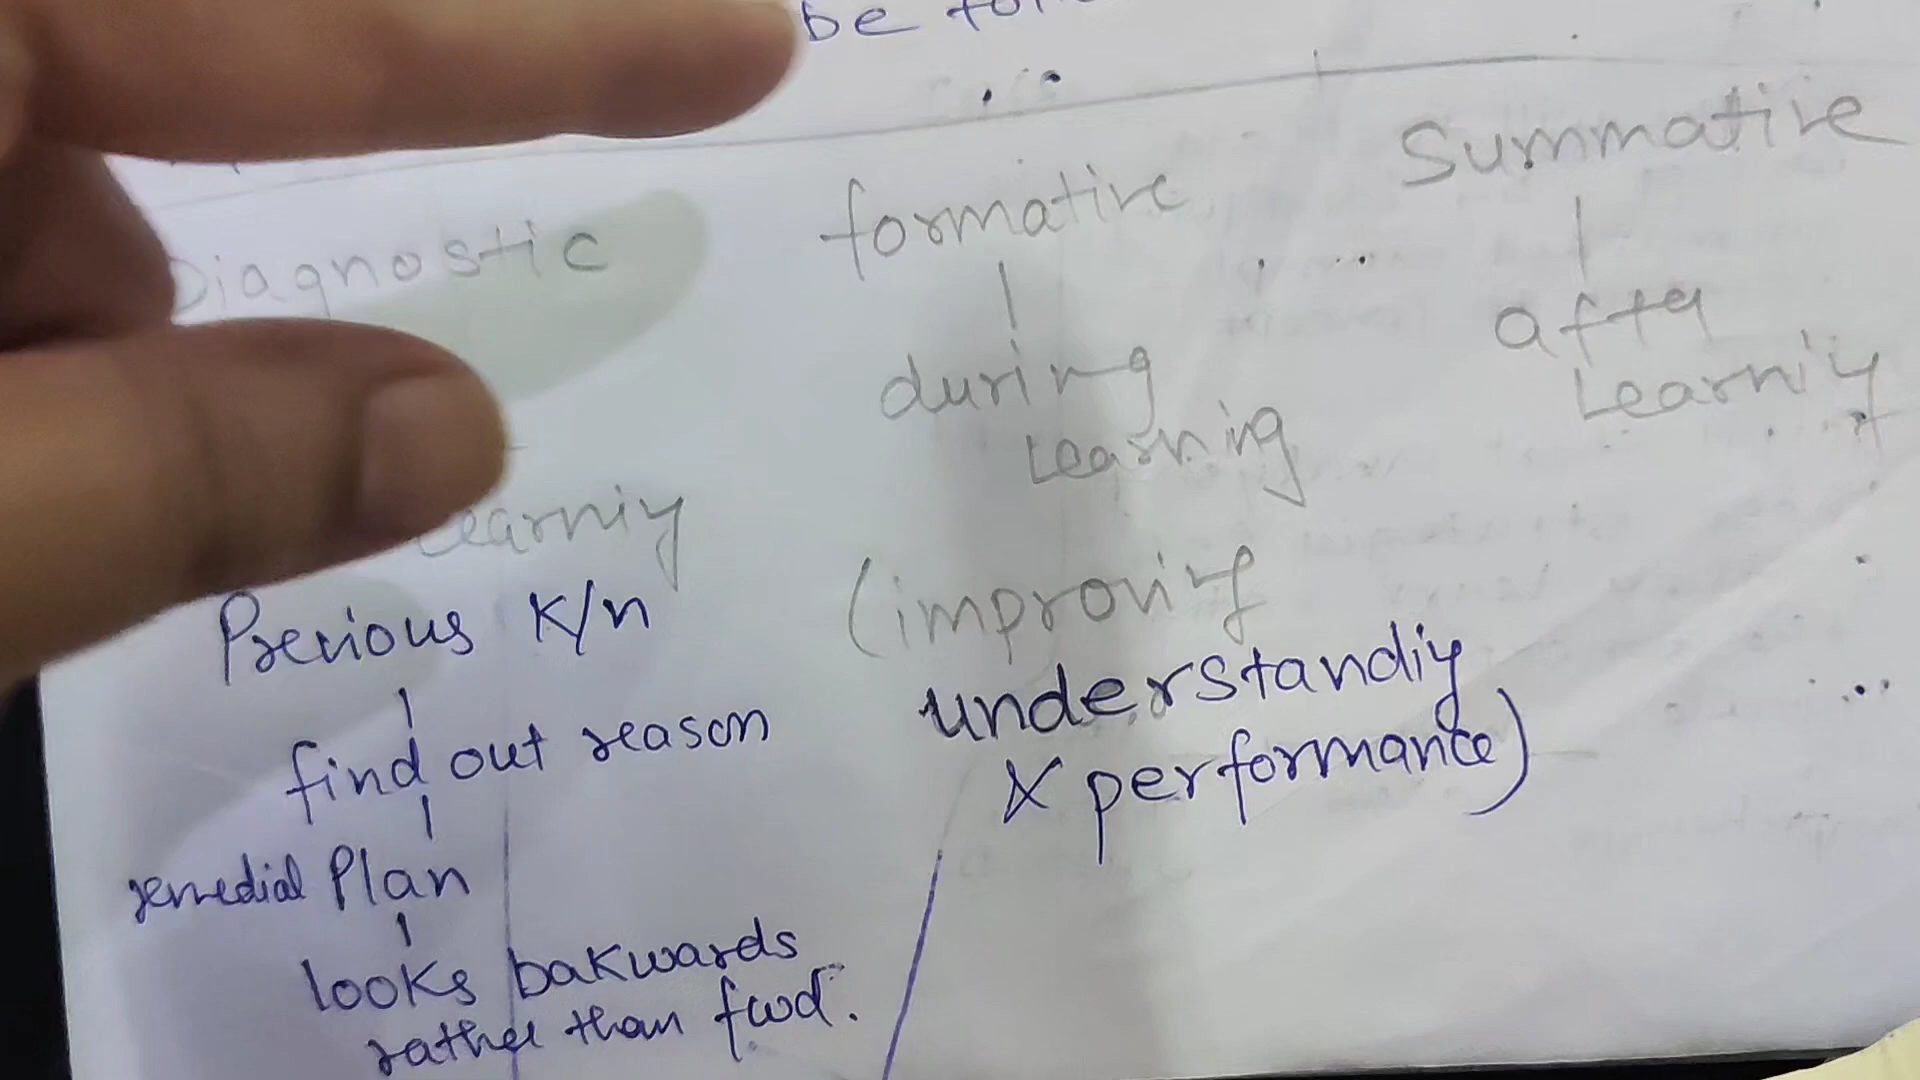 be
Diagnostic
formative
Summative
during
Learning
after
Learning
Learning
Previous K/n
find out reason
remedial Plan
looks bakwards
rather than fwd.
(improving
understanding
& performance)